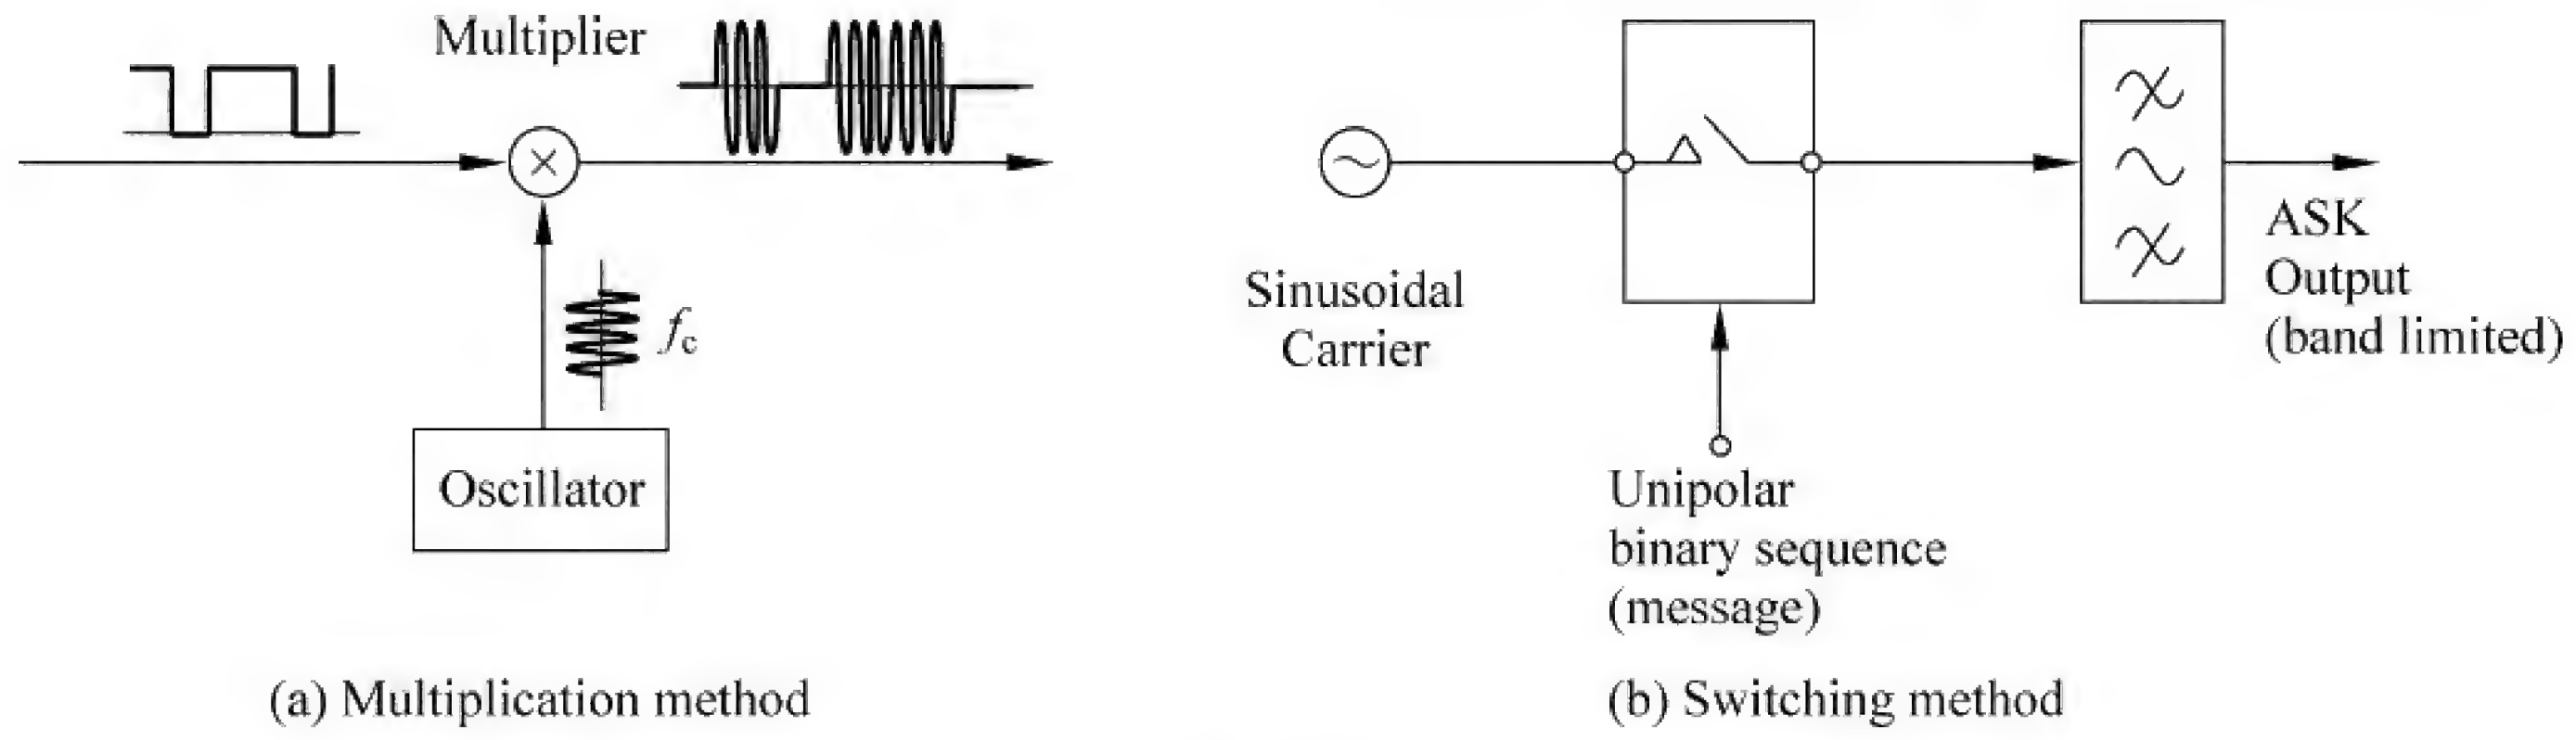 Multiplier
f_c
Oscillator
(a) Multiplication method
Sinusoidal
Carrier
Unipolar
binary sequence
(message)
ASK
Output
(band limited)
(b) Switching method